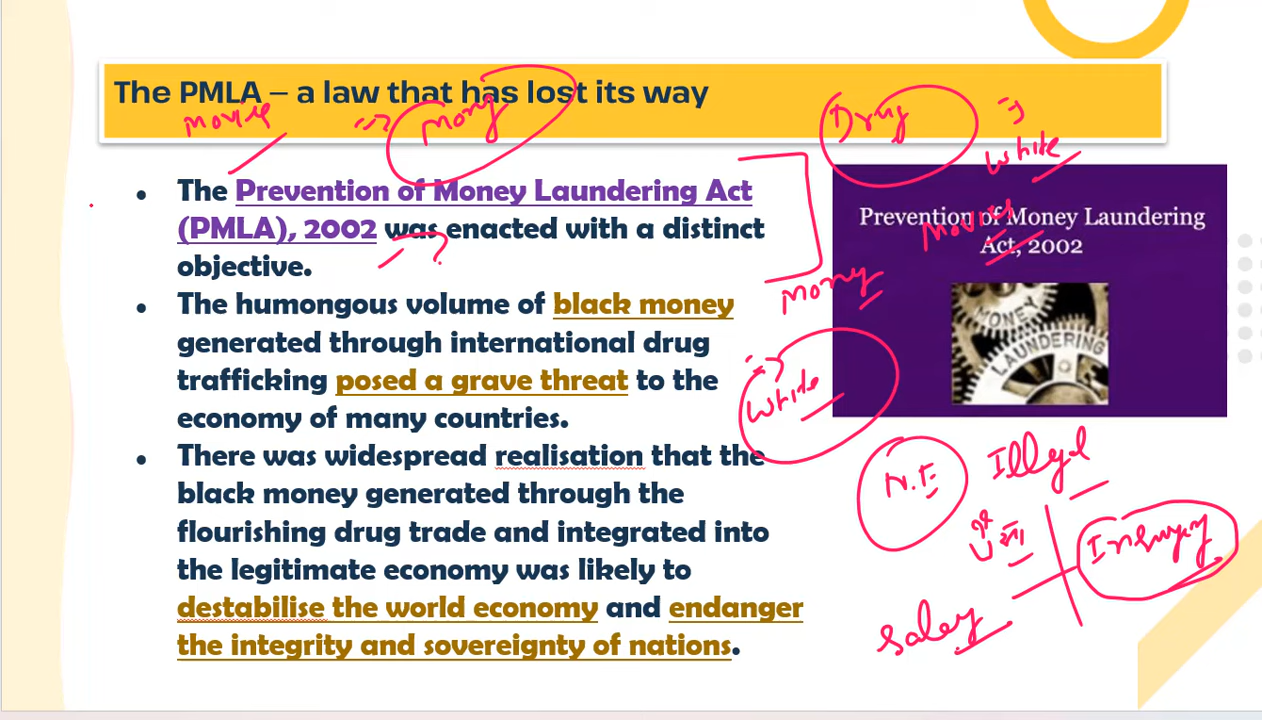 The PMLA – a law that has lost its way
movie
money
Drug
white
• The Prevention of Money Laundering Act
(PMLA), 2002 was enacted with a distinct
objective.
?
• The humongous volume of black money
generated through international drug
trafficking posed a grave threat to the
economy of many countries.
• There was widespread realisation that the
black money generated through the
flourishing drug trade and integrated into
the legitimate economy was likely to
destabilise the world economy and endanger
the integrity and sovereignty of nations.
Prevention of Money Laundering
Act, 2002
Movie
money
MONEY
LAUNDERING
white
N.E